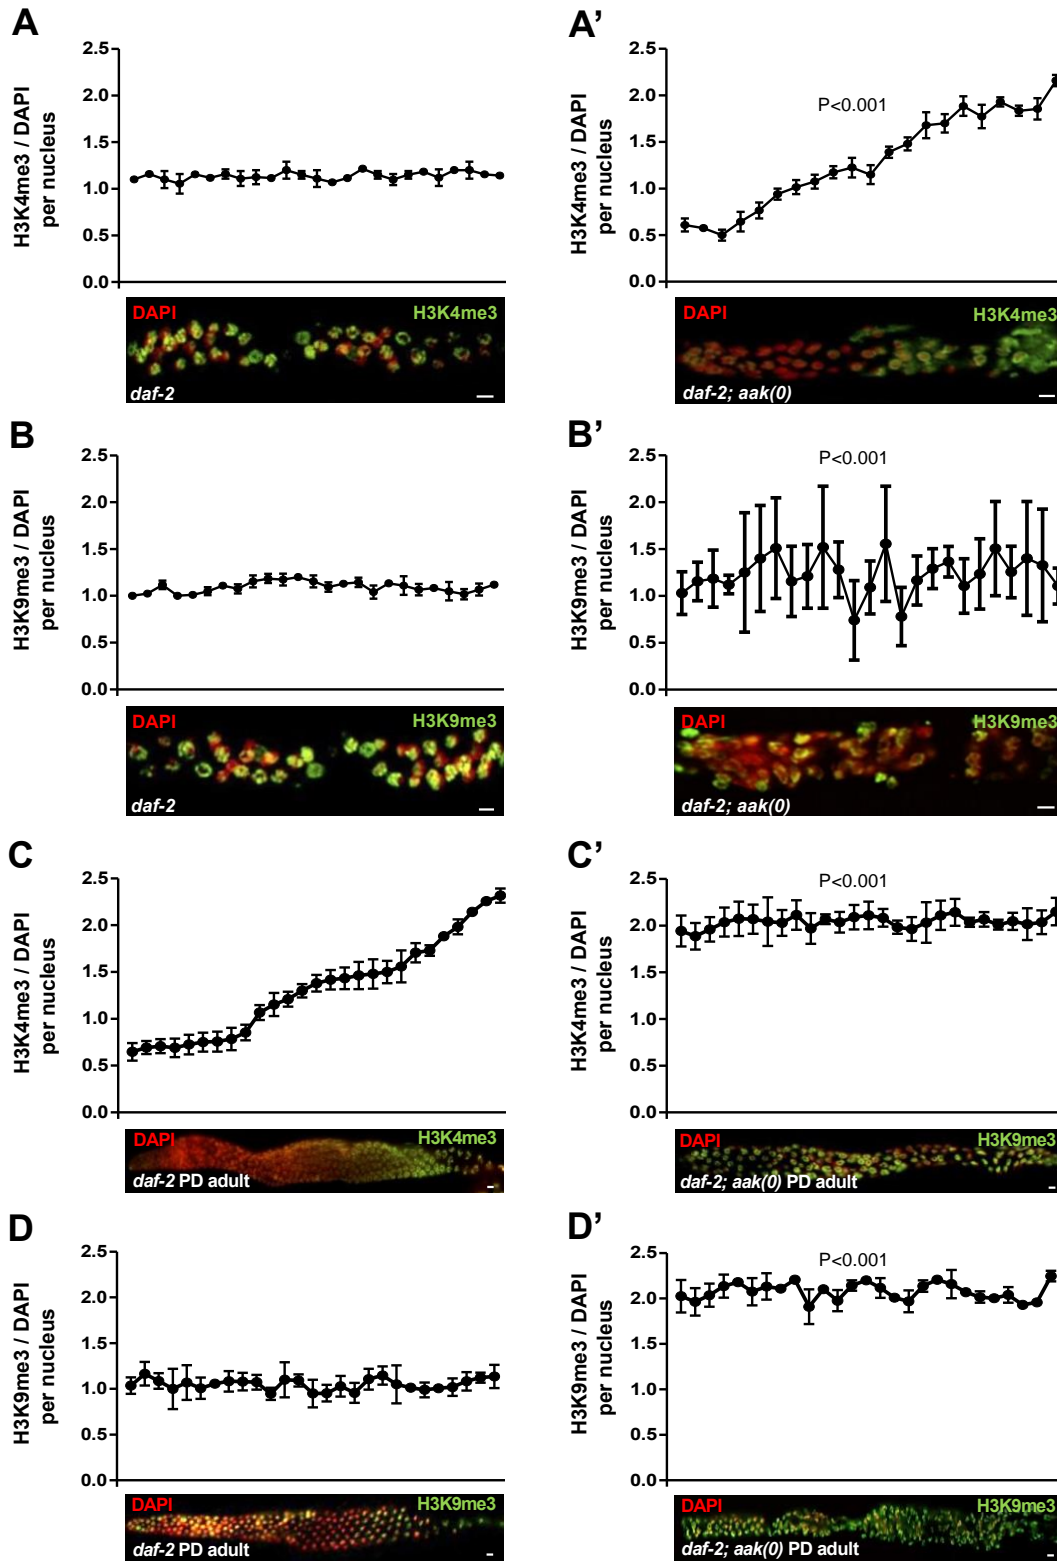 A
H3K4me3 / DAPI
per nucleus
2.5
2.0
1.5
1.0
0.5
0.0
DAPI
H3K4me3
daf-2
A’
H3K4me3 / DAPI
per nucleus
2.5
2.0
1.5
1.0
0.5
0.0
P<0.001
DAPI
H3K4me3
daf-2; aak(0)
B
H3K9me3 / DAPI
per nucleus
2.5
2.0
1.5
1.0
0.5
0.0
DAPI
H3K9me3
daf-2
B’
H3K9me3 / DAPI
per nucleus
2.5
2.0
1.5
1.0
0.5
0.0
P<0.001
DAPI
H3K9me3
daf-2; aak(0)
C
H3K4me3 / DAPI
per nucleus
2.5
2.0
1.5
1.0
0.5
0.0
DAPI
H3K4me3
daf-2 PD adult
C’
H3K4me3 / DAPI
per nucleus
2.5
2.0
1.5
1.0
0.5
0.0
P<0.001
DAPI
H3K9me3
daf-2; aak(0) PD adult
D
H3K9me3 / DAPI
per nucleus
2.5
2.0
1.5
1.0
0.5
0.0
DAPI
H3K9me3
daf-2 PD adult
D’
H3K9me3 / DAPI
per nucleus
2.5
2.0
1.5
1.0
0.5
0.0
P<0.001
DAPI
H3K9me3
daf-2; aak(0) PD adult